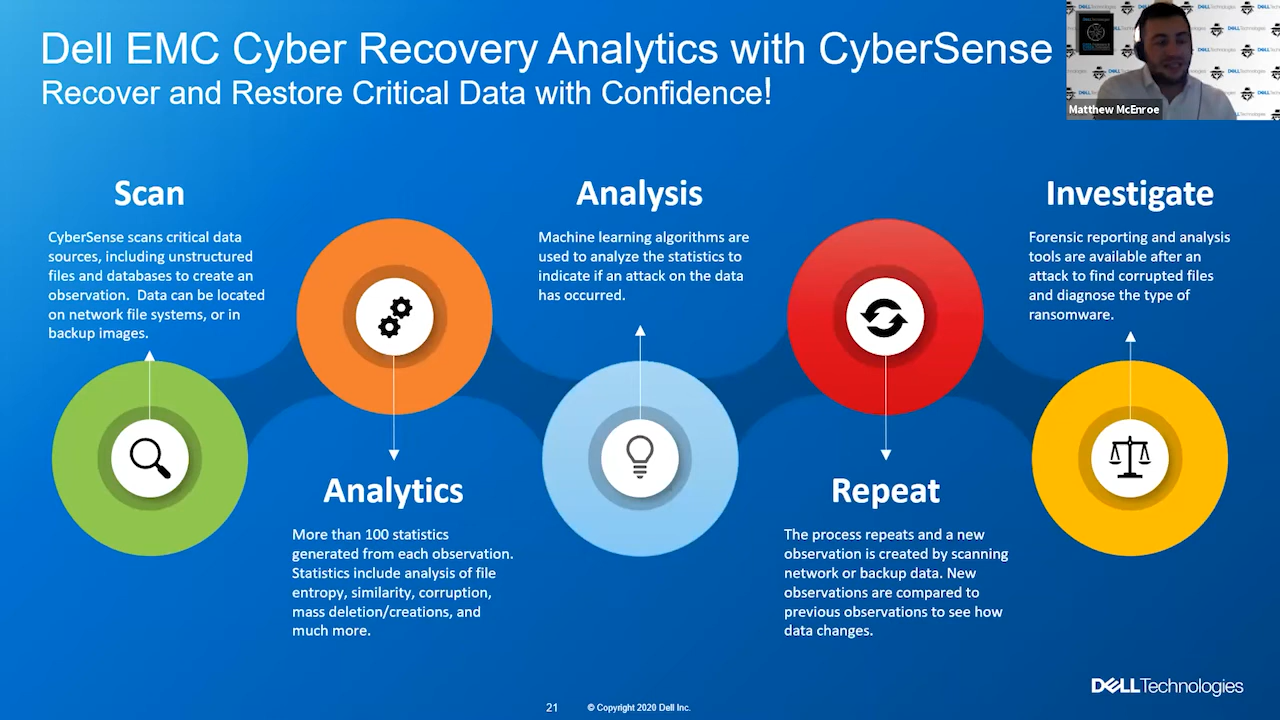 Dell EMC Cyber Recovery Analytics with CyberSense
Recover and Restore Critical Data with Confidence!
Matthew McEnroe
Scan
CyberSense scans critical data
sources, including unstructured
files and databases to create an
observation. Data can be located
on network file systems, or in
backup images.
Analytics
More than 100 statistics
generated from each observation.
Statistics include analysis of file
entropy, similarity, corruption,
mass deletion/creations, and
much more.
Analysis
Machine learning algorithms are
used to analyze the statistics to
indicate if an attack on the data
has occurred.
Repeat
The process repeats and a new
observation is created by scanning
network or backup data. New
observations are compared to
previous observations to see how
data changes.
Investigate
Forensic reporting and analysis
tools are available after an
attack to find corrupted files
and diagnose the type of
ransomware.
DELLTechnologies
21
© Copyright 2020 Dell Inc.